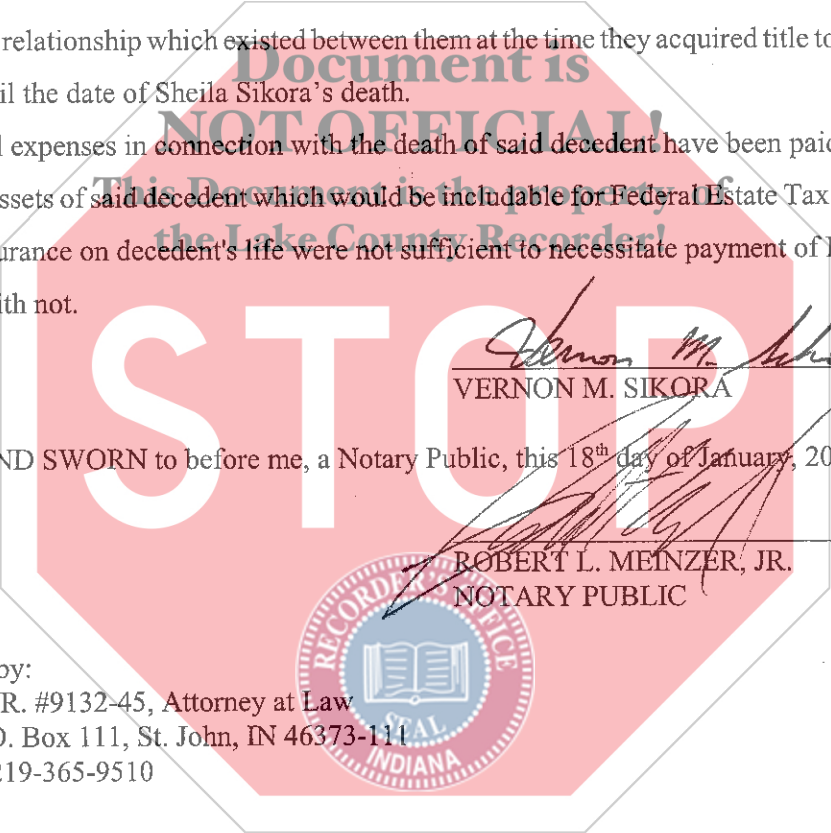 relationship which existed between them at the time they acquired title to
il the date of Sheila Sikora's death.
Document is
NOT OFFICIAL!
l expenses in connection with the death of said decedent have been paid
This Document is the property of
ssets of said decedent which would be includable for Federal Estate Tax
the Lake County Recorder!
urance on decedent's life were not sufficient to necessitate payment of
ith not.
STOP
Vernon M.
VERNON M. SIKORA
ND SWORN to before me, a Notary Public, this 18th day of January, 20
ROBERT L. MEINZER, JR.
NOTARY PUBLIC
RECORDER'S OFFICE
SEAL
INDIANA
by:
R. #9132-45, Attorney at Law
O. Box 111, St. John, IN 46373-111
219-365-9510